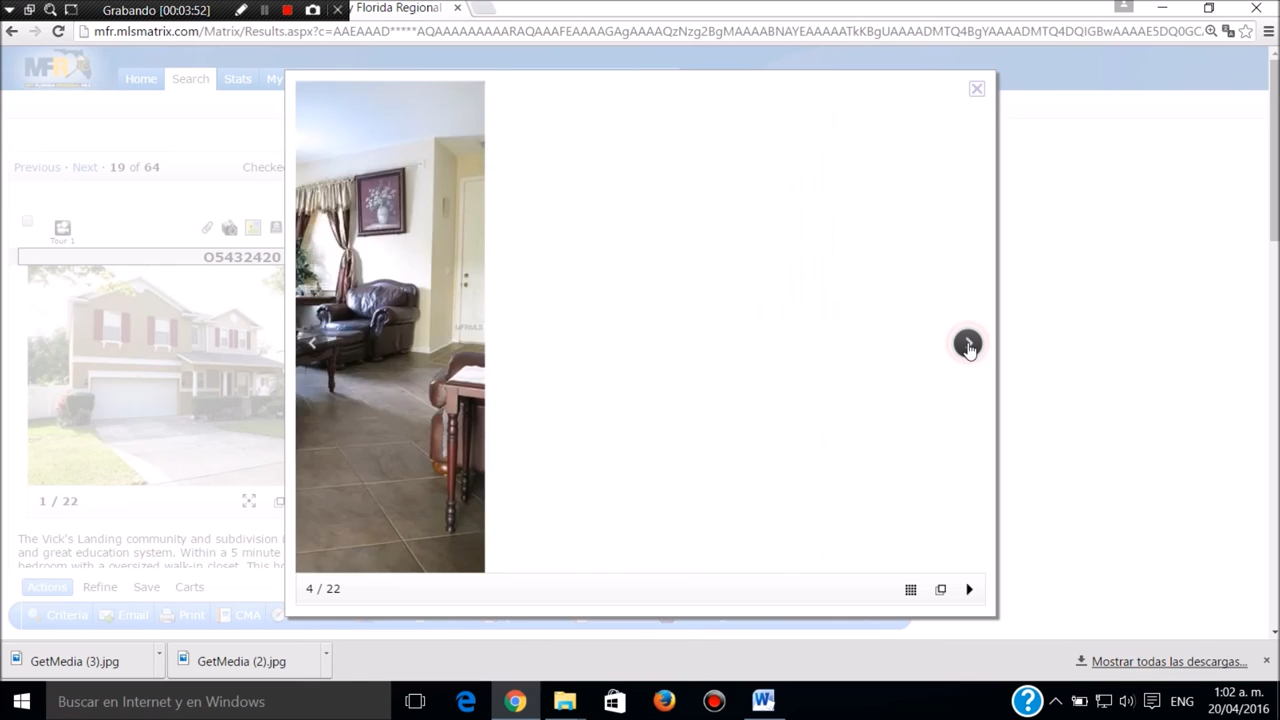 Grabando [00:03:52]
y Florida Regional
mfr.mlsmatrix.com/Matrix/Results.aspx?c=AAEAAAD*****AQAAAAAAAAARAQAAAFEAAAAGAgAAAAQzNzg2BgMAAAABNAYEAAAAATkKBgUAAAADMTQ4BgYAAAADMTQ4DQIGBwAAAAE5DQ0GC
MFR
Home Search Stats My
Previous · Next · 19 of 64 Checke
Tour 1
O5432420
MFRMLS
1 / 22
The Vick's Landing community and subdivision i
and great education system. Within a 5 minute
bedroom with a oversized walk-in closet. This ho
4 / 22
Actions Refine Save Carts
Criteria Email Print CMA
GetMedia (3).jpg GetMedia (2).jpg Mostrar todas las descargas...
Buscar en Internet y en Windows
W
ENG
1:02 a. m.
20/04/2016